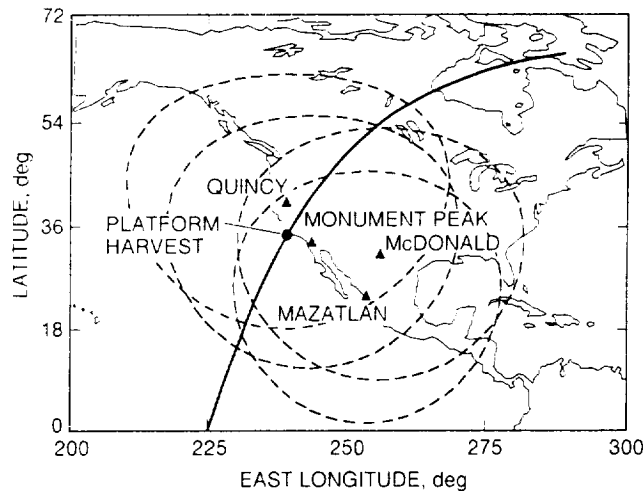 72
54
36
18
0
LATITUDE, deg
QUINCY
PLATFORM
HARVEST
MONUMENT PEAK
McDONALD
MAZATLAN
200
225
250
275
300
EAST LONGITUDE, deg